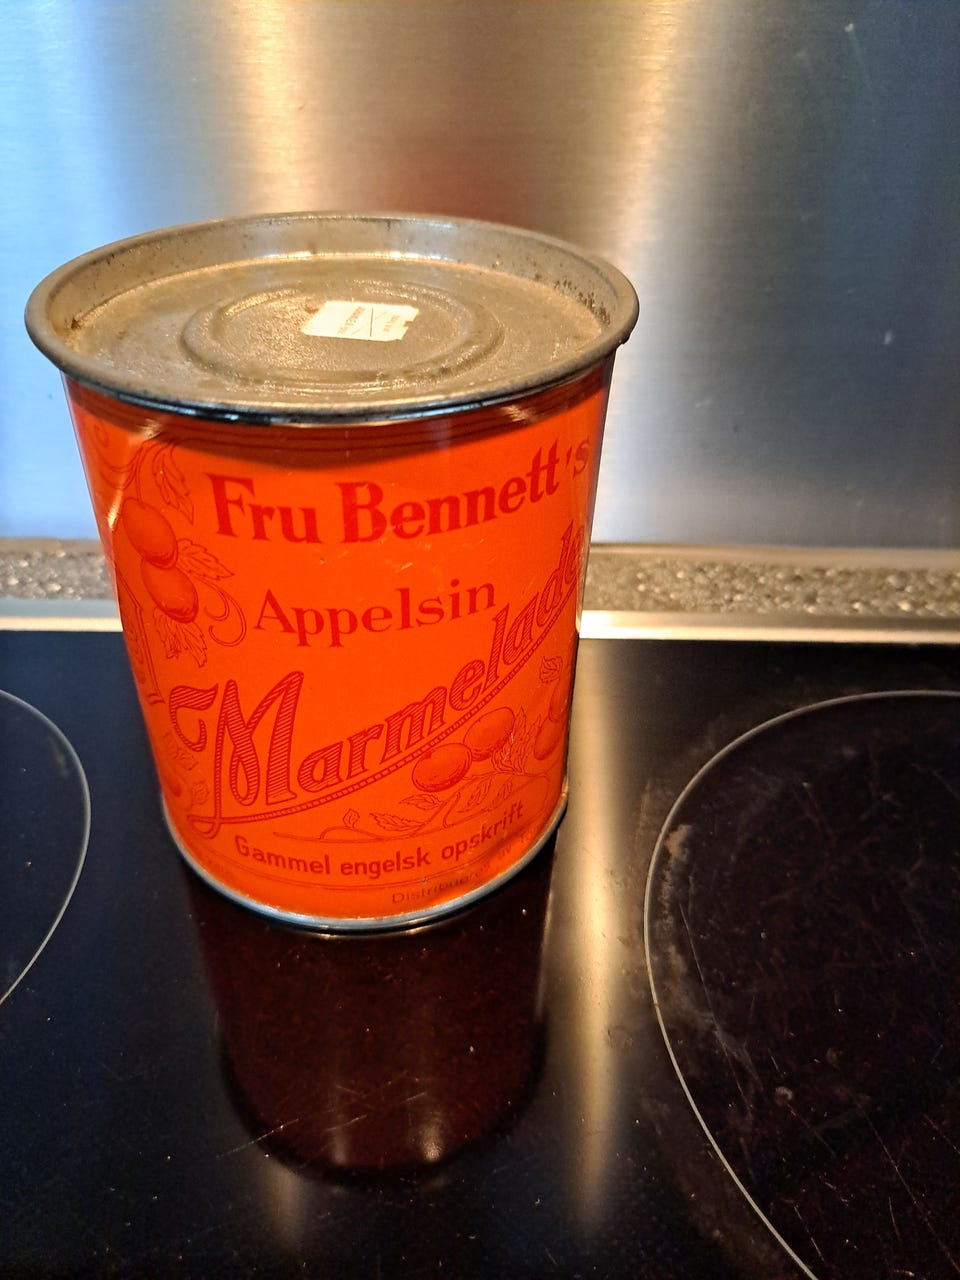 Fru Bennett's
Appelsin
Marmelade
Gammel engelsk opskrift